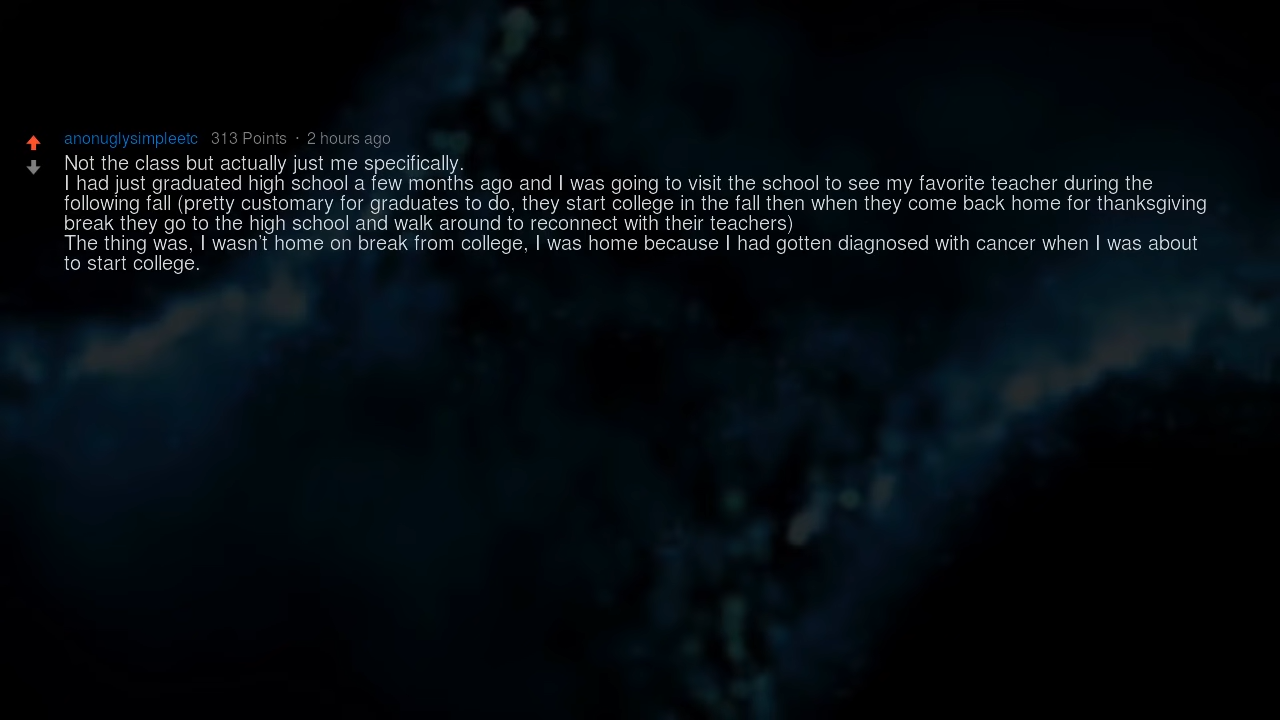 anonuglysimpleetc 313 Points · 2 hours ago
Not the class but actually just me specifically.
I had just graduated high school a few months ago and I was going to visit the school to see my favorite teacher during the
following fall (pretty customary for graduates to do, they start college in the fall then when they come back home for thanksgiving
break they go to the high school and walk around to reconnect with their teachers)
The thing was, I wasn't home on break from college, I was home because I had gotten diagnosed with cancer when I was about
to start college.